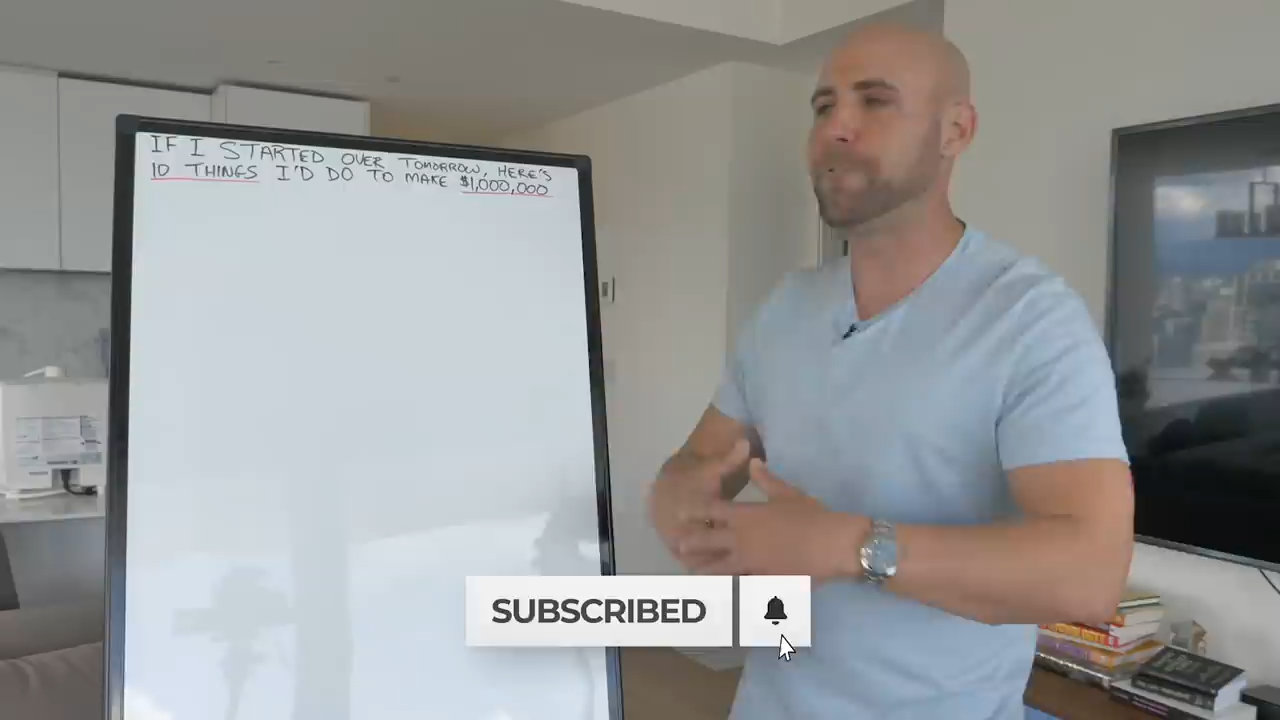 IF I STARTED OVER TOMORROW, HERE'S
10 THINGS I'D DO TO MAKE $1,000,000
SUBSCRIBED